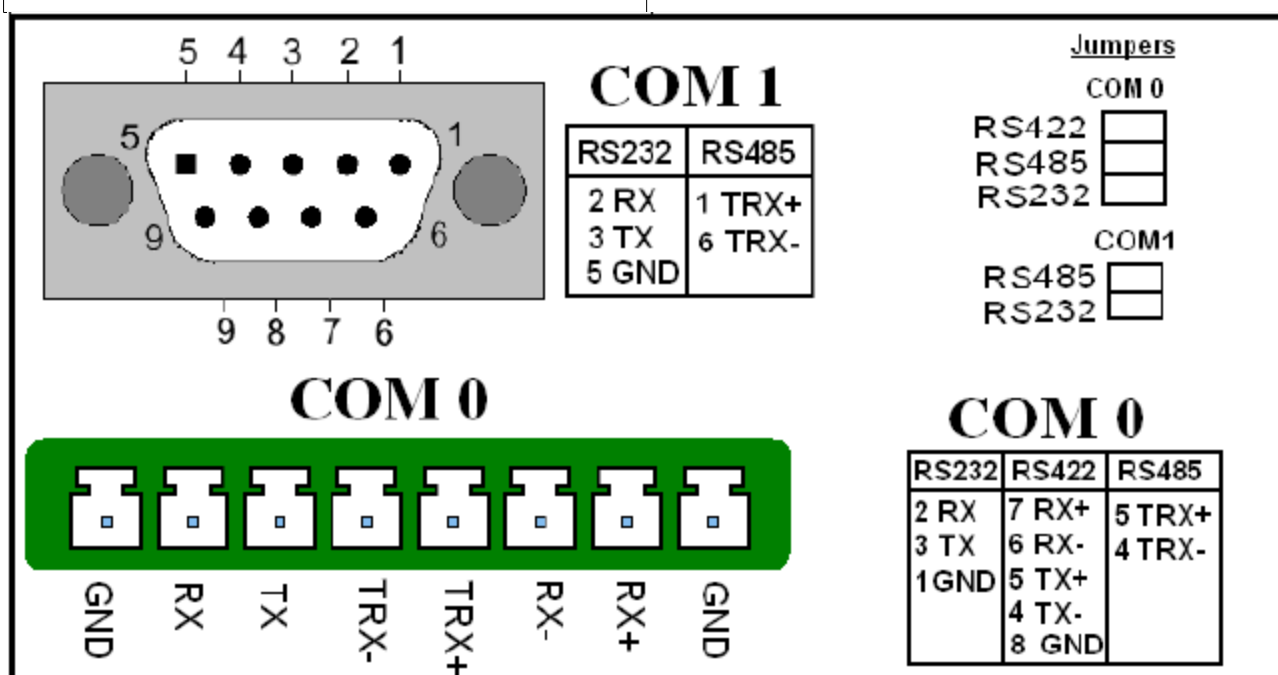 5 4 3 2 1
5 1
9 6
9 8 7 6
COM 1
RS232 RS485
2 RX 1 TRX+
3 TX 6 TRX-
5 GND
Jumpers
COM 0
RS422
RS485
RS232
COM1
RS485
RS232
COM 0
GND RX TX TRX- TRX+ RX- RX+ GND
COM 0
RS232 RS422 RS485
2 RX 7 RX+ 5 TRX+
3 TX 6 RX- 4 TRX-
1GND 5 TX+
4 TX-
8 GND